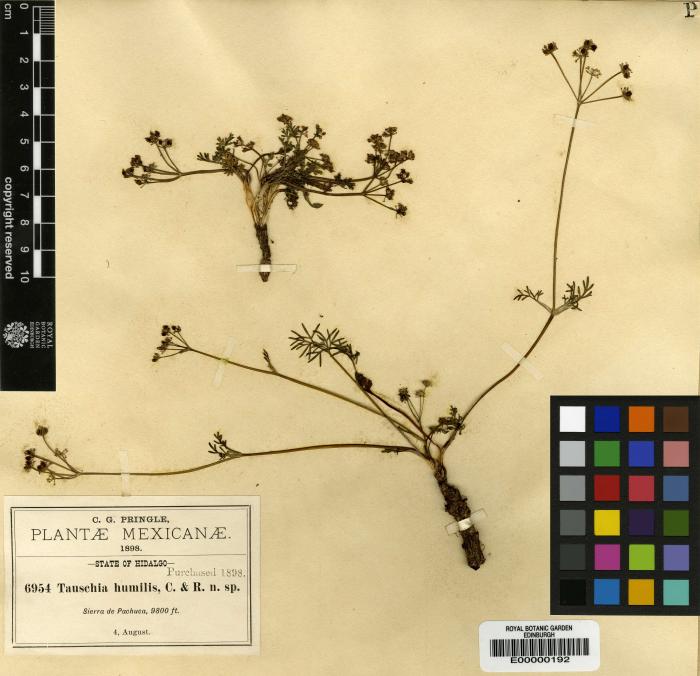 P
0
cm
1
2
3
4
5
6
7
8
9
10
copyright reserved
ROYAL
BOTANIC
GARDEN
EDINBURGH
C. G. PRINGLE,
PLANTÆ MEXICANÆ.
1898.
STATE OF HIDALGO
Purchased 1898.
6954 Tauschia humilis, C. & R. n. sp.
Sierra de Pachuca, 9800 ft.
4, August.
ROYAL BOTANIC GARDEN
EDINBURGH
E00000192